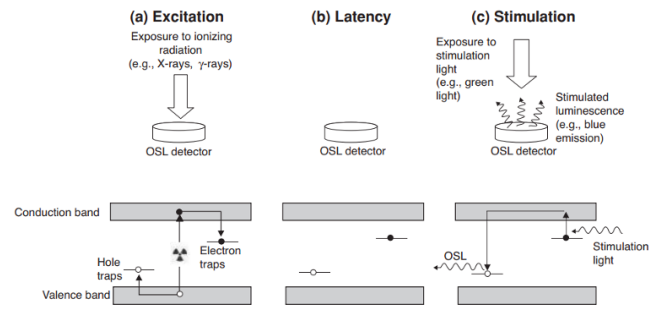 (a) Excitation
Exposure to ionizing
radiation
(e.g., X-rays, γ-rays)
OSL detector
(b) Latency
OSL detector
(c) Stimulation
Exposure to
stimulation
light
(e.g., green
light)
Stimulated
luminescence
(e.g., blue
emission)
OSL detector
Conduction band
Electron
traps
Hole
traps
Valence band
OSL
Stimulation
light